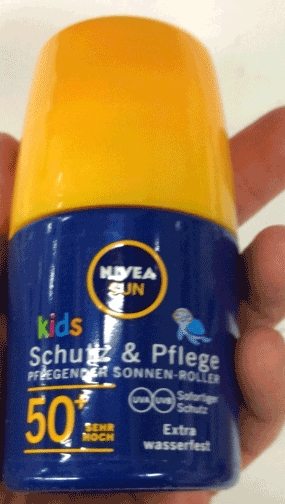 NIVEA
SUN
kids
Schutz & Pflege
PFLEGENDER SONNEN-ROLLER
50+
SEHR
HOCH
UVA UVB
Sofortiger
Schutz
Extra
wasserfest